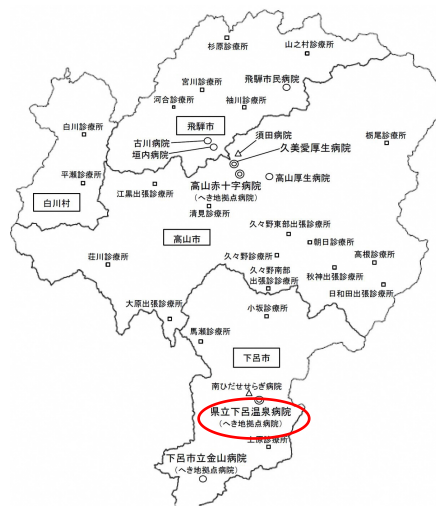 杉原診療所
山之村診療所
宮川診療所
飛騨市民病院
河合診療所
袖川診療所
白川診療所
飛騨市
須田病院
栃尾診療所
古川病院
垣内病院
久美愛厚生病院
平瀬診療所
江黒出張診療所
高山赤十字病院
(へき地拠点病院)
高山厚生病院
白川村
清見診療所
高山市
久々野東部出張診療所
朝日診療所
荘川診療所
久々野診療所
高根診療所
久々野南部
出張診診療所
秋神出張診療所
日和田出張診療所
大原出張診療所
小坂診療所
馬瀬診療所
下呂市
南ひだせせらぎ病院
県立下呂温泉病院
(へき地拠点病院)
上原診療所
下呂市立金山病院
(へき地拠点病院)